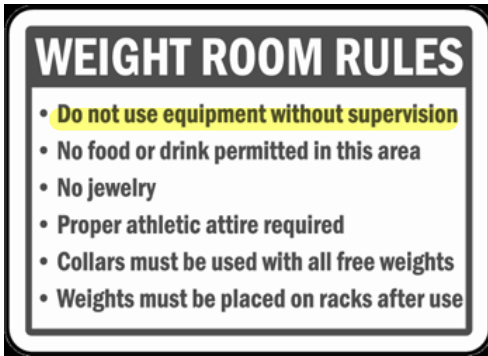 WEIGHT ROOM RULES
• Do not use equipment without supervision
• No food or drink permitted in this area
• No jewelry
• Proper athletic attire required
• Collars must be used with all free weights
• Weights must be placed on racks after use